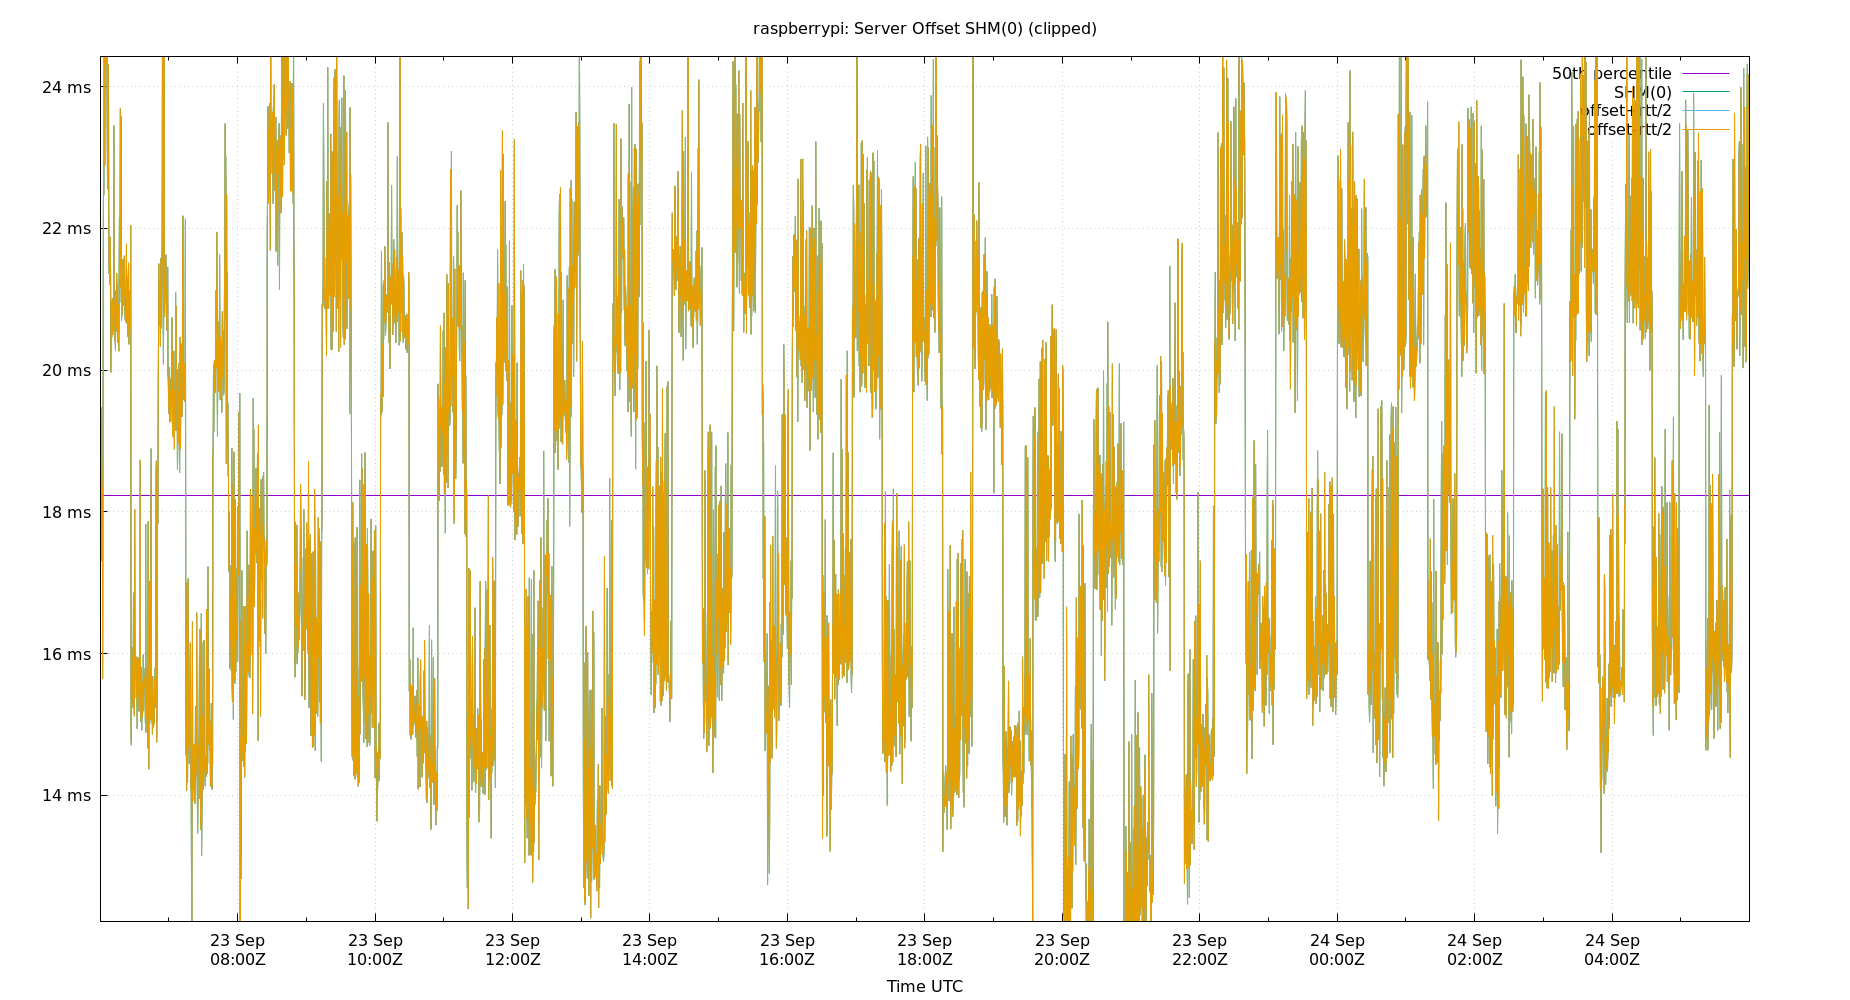 raspberrypi: Server Offset SHM(0) (clipped)
50th percentile
SHM(0)
offset+rtt/2
offset-rtt/2
24 ms
22 ms
20 ms
18 ms
16 ms
14 ms
23 Sep 23 Sep 23 Sep 23 Sep 23 Sep 23 Sep 23 Sep 23 Sep 24 Sep 24 Sep 24 Sep
08:00Z 10:00Z 12:00Z 14:00Z 16:00Z 18:00Z 20:00Z 22:00Z 00:00Z 02:00Z 04:00Z
Time UTC